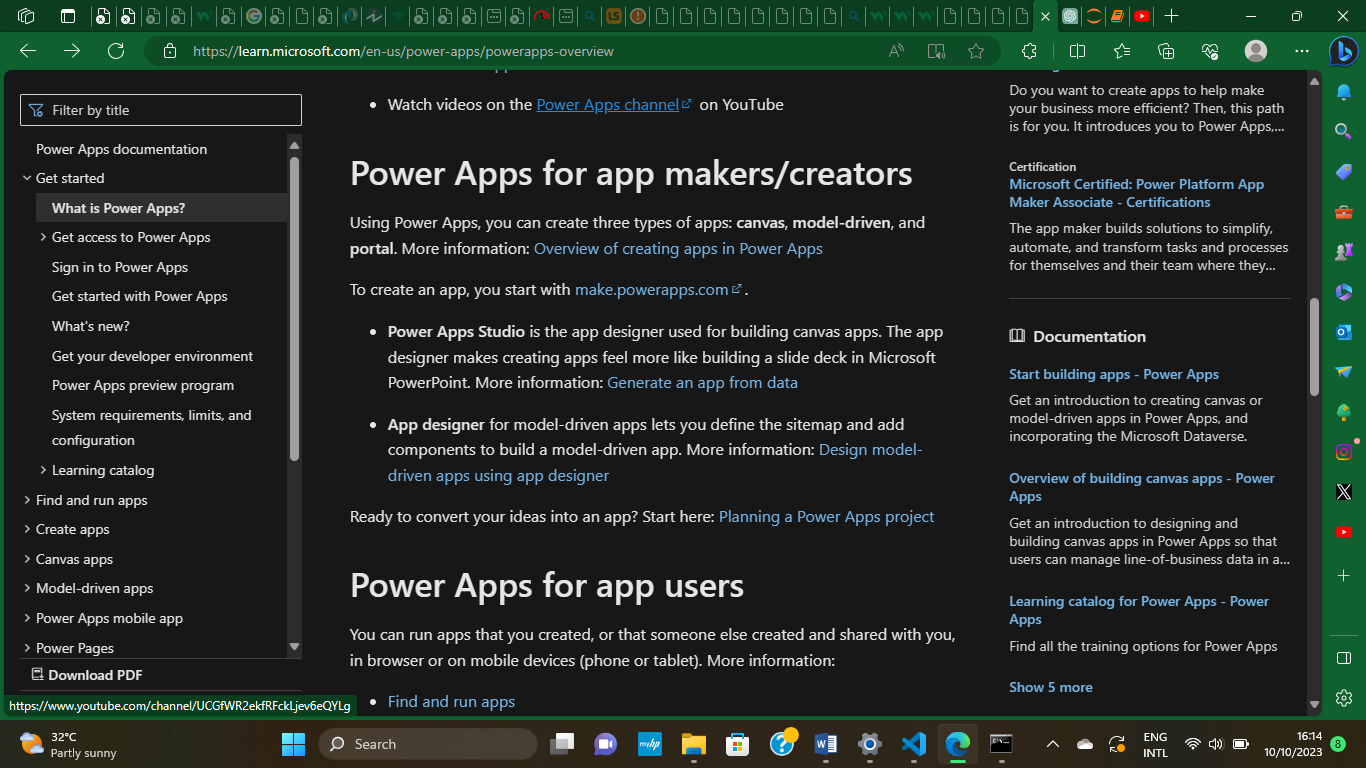 https://learn.microsoft.com/en-us/power-apps/powerapps-overview
Filter by title
Power Apps documentation
Get started
What is Power Apps?
Get access to Power Apps
Sign in to Power Apps
Get started with Power Apps
What's new?
Get your developer environment
Power Apps preview program
System requirements, limits, and
configuration
Learning catalog
Find and run apps
Create apps
Canvas apps
Model-driven apps
Power Apps mobile app
Power Pages
Download PDF
https://www.youtube.com/channel/UCGfWR2ekfRFckLjev6eQYLg
Watch videos on the Power Apps channel on YouTube
Power Apps for app makers/creators
Using Power Apps, you can create three types of apps: canvas, model-driven, and
portal. More information: Overview of creating apps in Power Apps
To create an app, you start with make.powerapps.com.
Power Apps Studio is the app designer used for building canvas apps. The app
designer makes creating apps feel more like building a slide deck in Microsoft
PowerPoint. More information: Generate an app from data
App designer for model-driven apps lets you define the sitemap and add
components to build a model-driven app. More information: Design model-
driven apps using app designer
Ready to convert your ideas into an app? Start here: Planning a Power Apps project
Power Apps for app users
You can run apps that you created, or that someone else created and shared with you,
in browser or on mobile devices (phone or tablet). More information:
Find and run apps
Do you want to create apps to help make
your business more efficient? Then, this path
is for you. It introduces you to Power Apps,...
Certification
Microsoft Certified: Power Platform App
Maker Associate - Certifications
The app maker builds solutions to simplify,
automate, and transform tasks and processes
for themselves and their team where they...
Documentation
Start building apps - Power Apps
Get an introduction to creating canvas or
model-driven apps in Power Apps, and
incorporating the Microsoft Dataverse.
Overview of building canvas apps - Power
Apps
Get an introduction to designing and
building canvas apps in Power Apps so that
users can manage line-of-business data in a...
Learning catalog for Power Apps - Power
Apps
Find all the training options for Power Apps
Show 5 more
32°C
Partly sunny
Search
myhp
ENG
INTL
16:14
10/10/2023
8